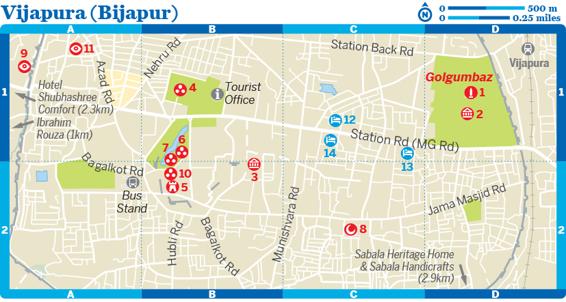 Vijapura (Bijapur)
N
0 500 m
0 0.25 miles
A B C D
1
2
9
11
Azad Rd
Nehru Rd
Station Back Rd
Vijapura
Golgumbaz
1
2
4
Tourist
Office
Hotel
Shubhashree
Comfort (2.3km)
Ibrahim
Rouza (1km)
12
14
13
Station Rd (MG Rd)
7
6
10
5
3
Bagalkot Rd
Bus
Stand
Hubli Rd
Bagalkot Rd
Munishvara Rd
8
Jama Masjid Rd
Sabala Heritage Home
& Sabala Handicrafts
(2.9km)
1
2
A B C D